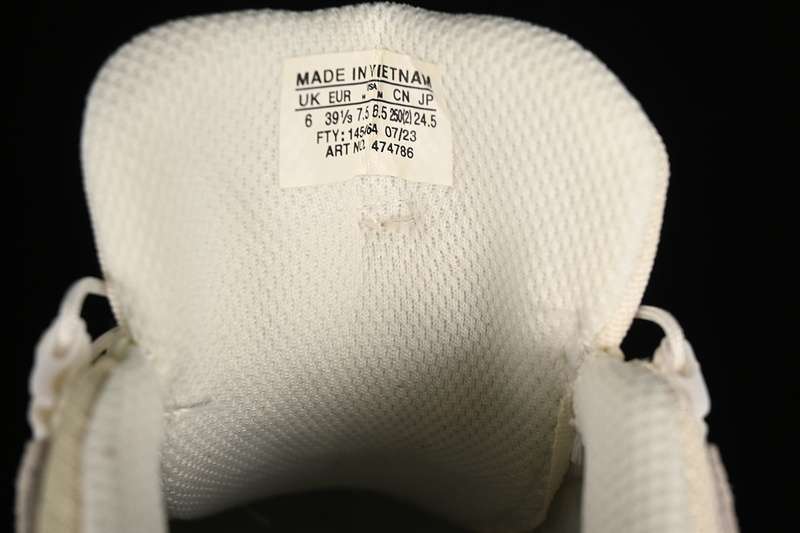 MADE IN VIETNAM
USA
UK EUR W M CN JP
6 39⅓ 7.5 6.5 250(2) 24.5
FTY: 145/64 07/23
ART NO. 474786